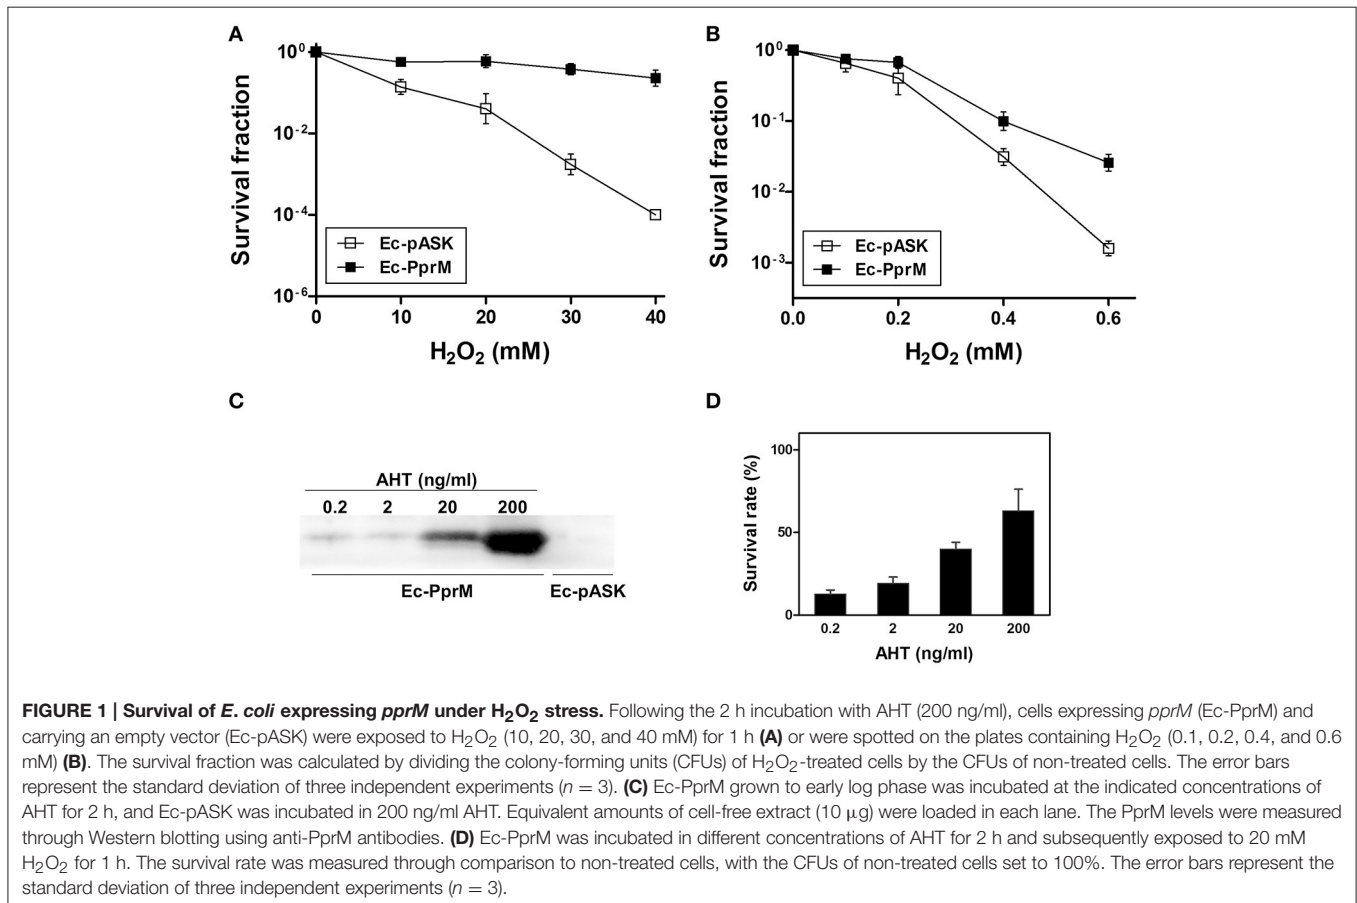 A
B
10⁰
10⁻²
10⁻⁴
10⁻⁶
Survival fraction
Ec-pASK
Ec-PprM
0 10 20 30 40
H₂O₂ (mM)
10⁰
10⁻¹
10⁻²
10⁻³
Survival fraction
Ec-pASK
Ec-PprM
0.0 0.2 0.4 0.6
H₂O₂ (mM)
C
AHT (ng/ml)
0.2 2 20 200
Ec-PprM Ec-pASK
D
100
50
0
Survival rate (%)
0.2 2 20 200
AHT (ng/ml)
FIGURE 1 | Survival of E. coli expressing pprM under H₂O₂ stress. Following the 2 h incubation with AHT (200 ng/ml), cells expressing pprM (Ec-PprM) and
carrying an empty vector (Ec-pASK) were exposed to H₂O₂ (10, 20, 30, and 40 mM) for 1 h (A) or were spotted on the plates containing H₂O₂ (0.1, 0.2, 0.4, and 0.6
mM) (B). The survival fraction was calculated by dividing the colony-forming units (CFUs) of H₂O₂-treated cells by the CFUs of non-treated cells. The error bars
represent the standard deviation of three independent experiments (n = 3). (C) Ec-PprM grown to early log phase was incubated at the indicated concentrations of
AHT for 2 h, and Ec-pASK was incubated in 200 ng/ml AHT. Equivalent amounts of cell-free extract (10 μg) were loaded in each lane. The PprM levels were measured
through Western blotting using anti-PprM antibodies. (D) Ec-PprM was incubated in different concentrations of AHT for 2 h and subsequently exposed to 20 mM
H₂O₂ for 1 h. The survival rate was measured through comparison to non-treated cells, with the CFUs of non-treated cells set to 100%. The error bars represent the
standard deviation of three independent experiments (n = 3).